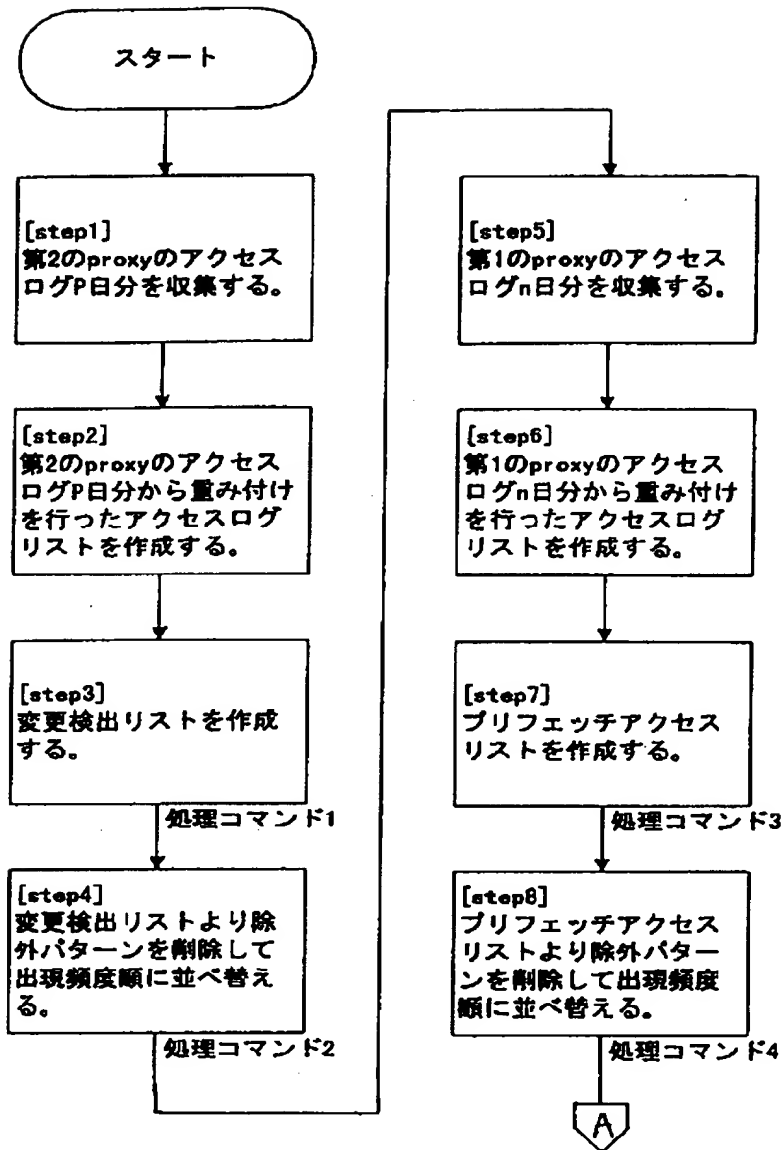 スタート
[step1]
第2のproxyのアクセス
ログP日分を収集する。
[step2]
第2のproxyのアクセス
ログP日分から重み付け
を行ったアクセスログ
リストを作成する。
[step3]
変更検出リストを作成
する。
処理コマンド1
[step4]
変更検出リストより除
外パターンを削除して
出現頻度順に並べ替え
る。
処理コマンド2
[step5]
第1のproxyのアクセス
ログn日分を収集する。
[step6]
第1のproxyのアクセス
ログn日分から重み付け
を行ったアクセスログ
リストを作成する。
[step7]
プリフェッチアクセス
リストを作成する。
処理コマンド3
[step8]
プリフェッチアクセス
リストより除外パター
ンを削除して出現頻度
順に並べ替える。
処理コマンド4
A